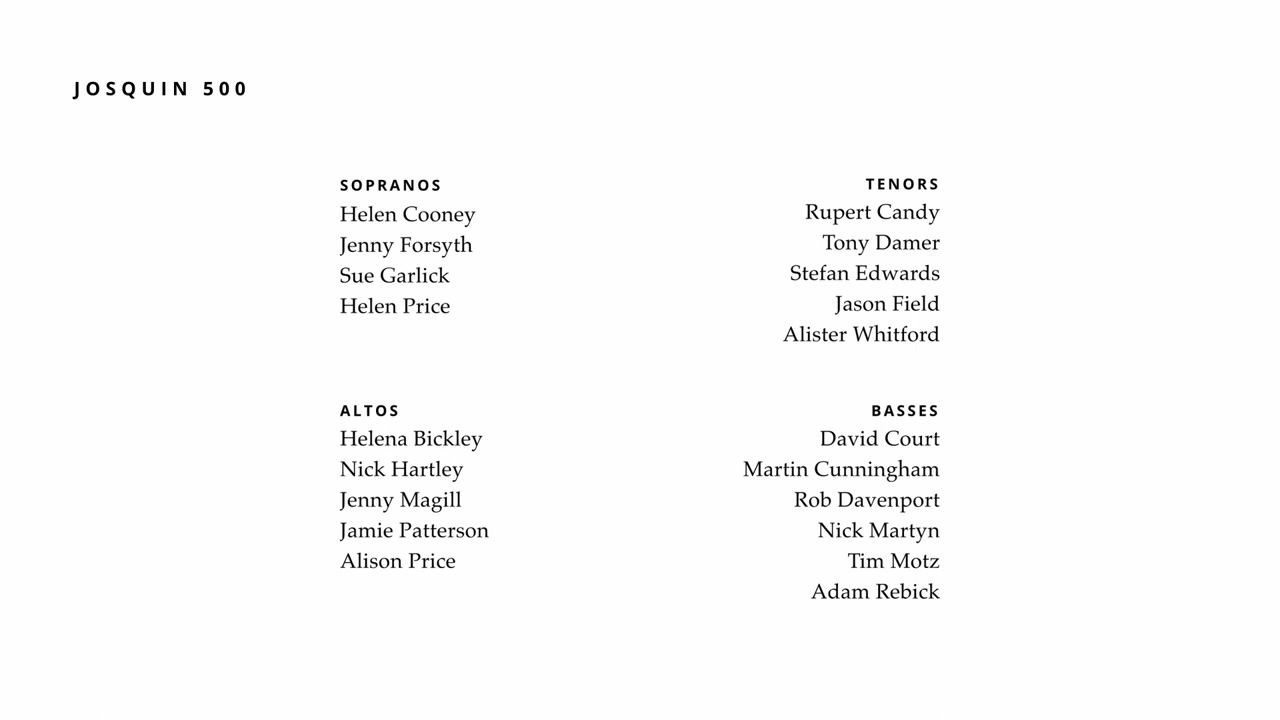 JOSQUIN 500
SOPRANOS
Helen Cooney
Jenny Forsyth
Sue Garlick
Helen Price
ALTOS
Helena Bickley
Nick Hartley
Jenny Magill
Jamie Patterson
Alison Price
TENORS
Rupert Candy
Tony Damer
Stefan Edwards
Jason Field
Alister Whitford
BASSES
David Court
Martin Cunningham
Rob Davenport
Nick Martyn
Tim Motz
Adam Rebick